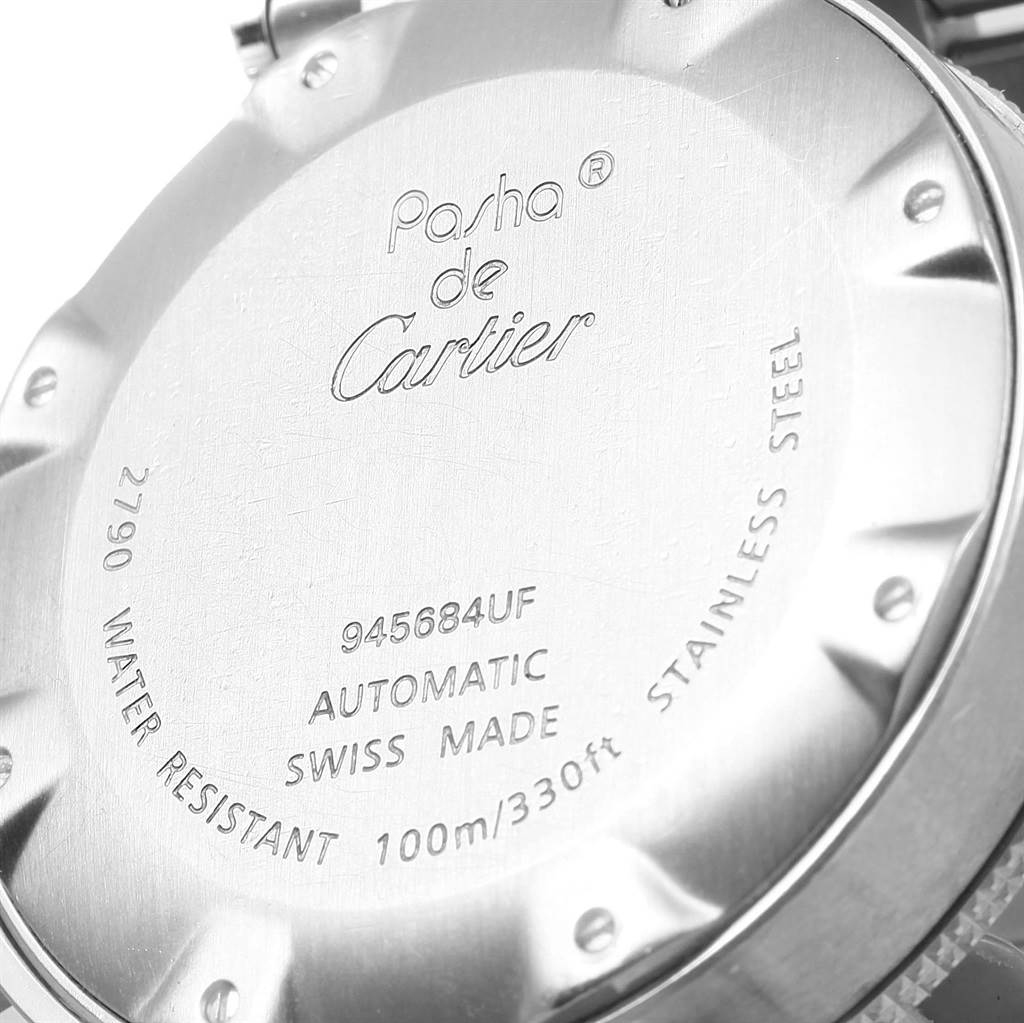 Pasha®
de
Cartier
945684UF
AUTOMATIC
SWISS MADE
2790 WATER RESISTANT 100m/330ft STAINLESS STEEL